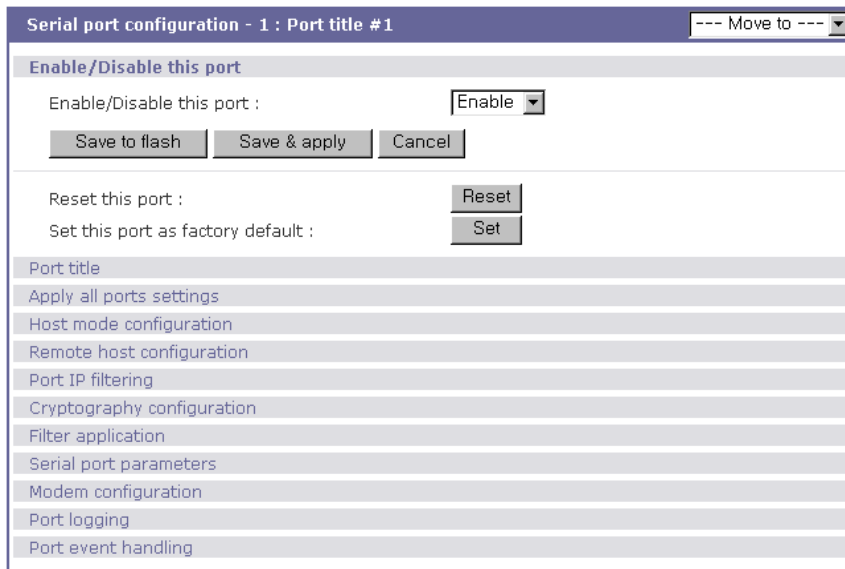 Serial port configuration - 1 : Port title #1 --- Move to ---
Enable/Disable this port
Enable/Disable this port : Enable
Save to flash Save & apply Cancel
Reset this port : Reset
Set this port as factory default : Set
Port title
Apply all ports settings
Host mode configuration
Remote host configuration
Port IP filtering
Cryptography configuration
Filter application
Serial port parameters
Modem configuration
Port logging
Port event handling